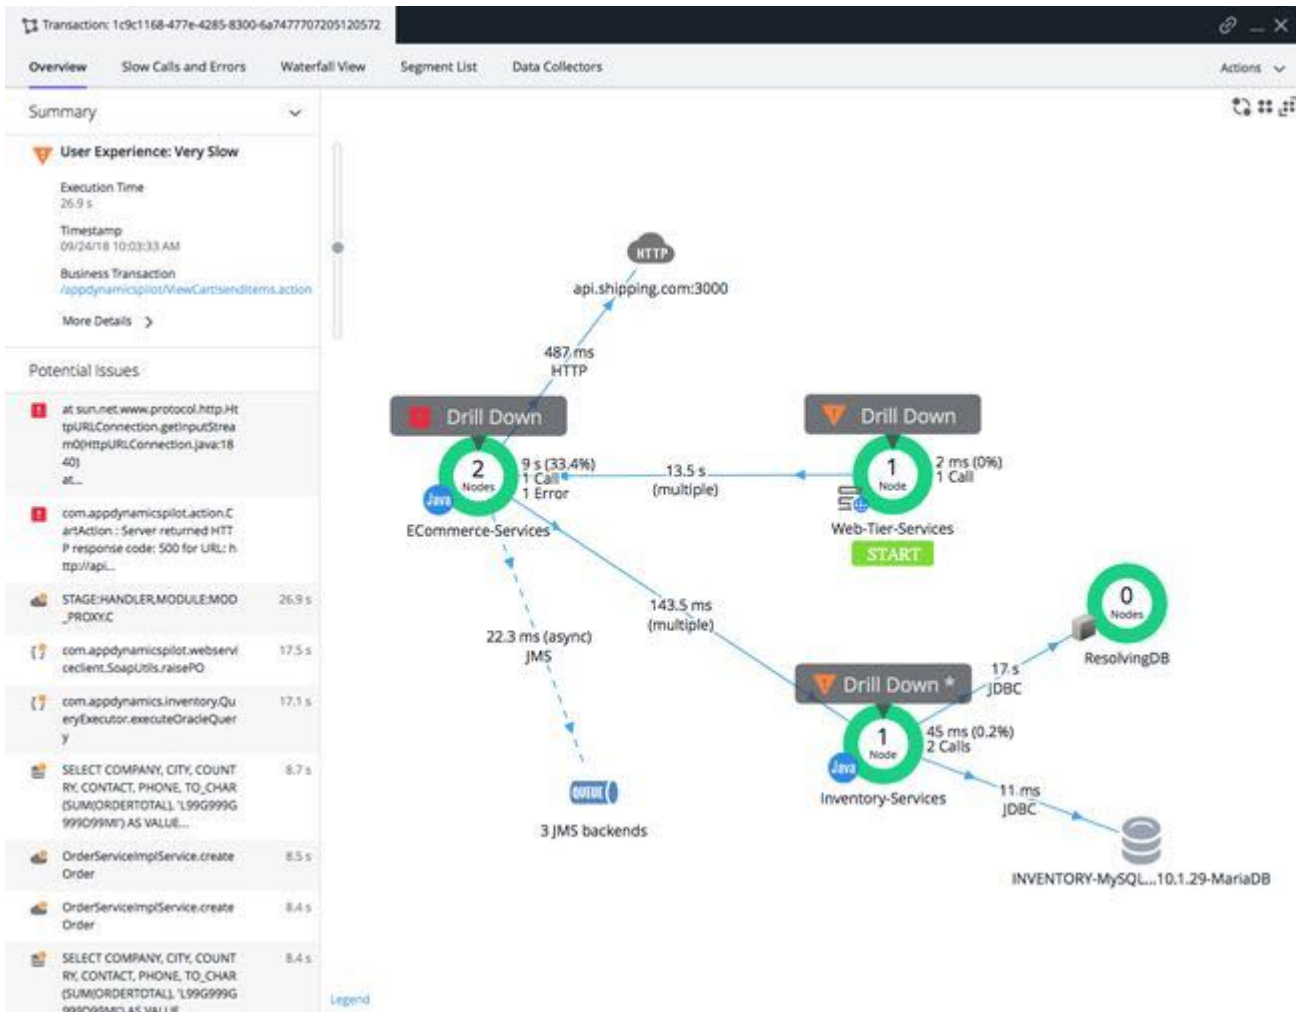 Transaction: 1c9c1168-477e-4285-8300-6a7477707205120572
Overview
Slow Calls and Errors
Waterfall View
Segment List
Data Collectors
Actions
Summary
User Experience: Very Slow
Execution Time
26.9 s
Timestamp
09/24/18 10:03:33 AM
Business Transaction
/appdynamicspilot/ViewCart!sendItems.action
More Details
Potential Issues
at sun.net.www.protocol.http.Ht
tpURLConnection.getInputStrea
m0(HttpURLConnection.java:18
40)
at...
com.appdynamicspilot.action.C
artAction : Server returned HTT
P response code: 500 for URL: h
ttp://api...
STAGE:HANDLER,MODULE:MOD
_PROXY.C
26.9 s
com.appdynamicspilot.webservi
ceclient.SoapUtils.raisePO
17.5 s
com.appdynamics.inventory.Qu
eryExecutor.executeOracleQuer
y
17.1 s
SELECT COMPANY, CITY, COUNT
RY, CONTACT, PHONE, TO_CHAR
(SUM(ORDERTOTAL), 'L99G999G
999D99MI') AS VALUE...
8.7 s
OrderServiceImplService.create
Order
8.5 s
OrderServiceImplService.create
Order
8.4 s
SELECT COMPANY, CITY, COUNT
RY, CONTACT, PHONE, TO_CHAR
(SUM(ORDERTOTAL), 'L99G999G
999D99MI') AS VALUE
8.4 s
HTTP
api.shipping.com:3000
487 ms
HTTP
Drill Down
2
Nodes
Java
9 s (33.4%)
1 Call
1 Error
ECommerce-Services
13.5 s
(multiple)
Drill Down
1
Node
2 ms (0%)
1 Call
Web-Tier-Services
START
143.5 ms
(multiple)
22.3 ms (async)
JMS
QUEUE
3 JMS backends
0
Nodes
ResolvingDB
17 s
JDBC
Drill Down *
1
Node
Java
45 ms (0.2%)
2 Calls
Inventory-Services
11 ms
JDBC
INVENTORY-MySQL...10.1.29-MariaDB
Legend